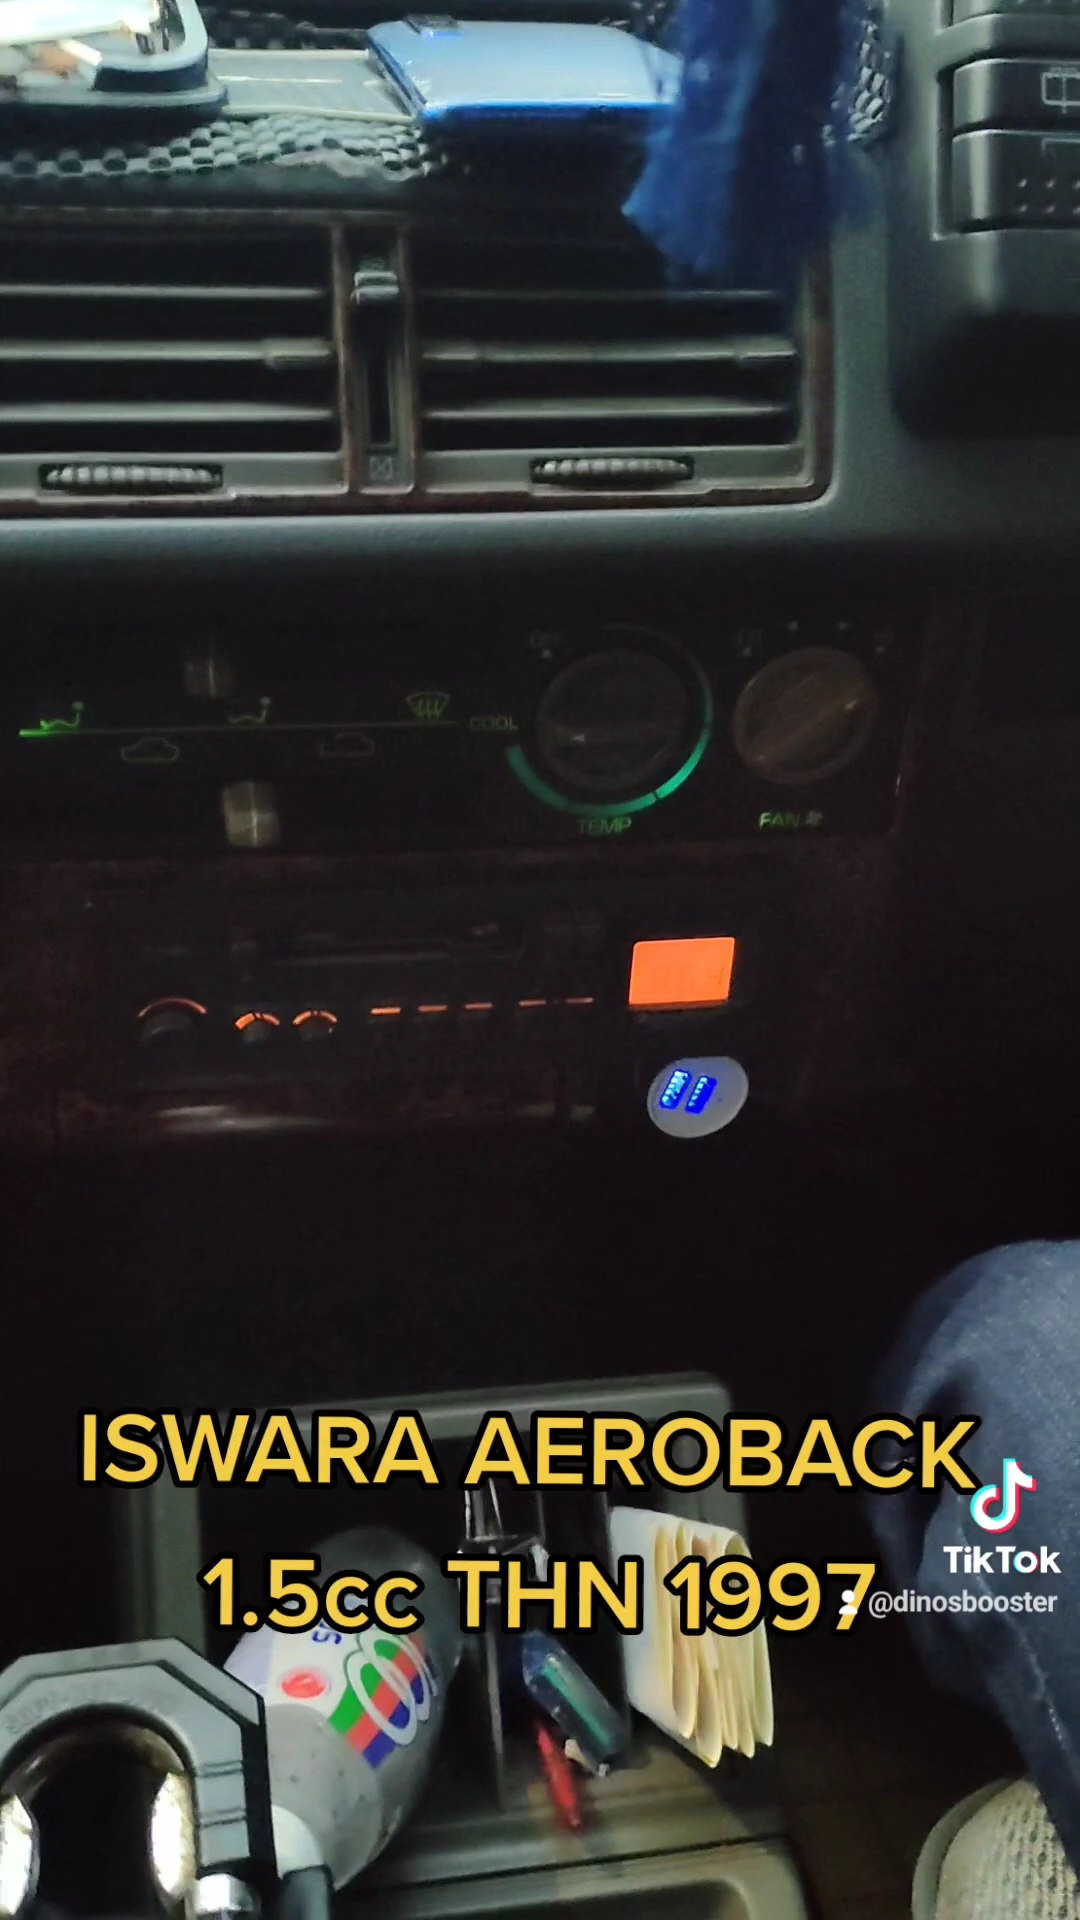 COOL
TEMP
FAN
ISWARA AEROBACK
1.5cc THN 1997
TikTok
@dinosbooster